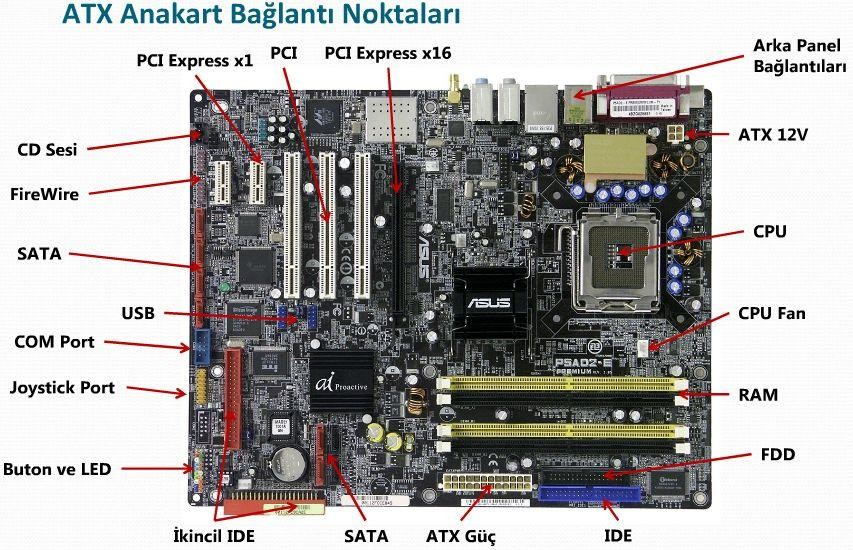 ATX Anakart Bağlantı Noktaları
PCI Express x1
PCI
PCI Express x16
Arka Panel
Bağlantıları
ATX 12V
CD Sesi
FireWire
SATA
CPU
USB
CPU Fan
COM Port
Joystick Port
RAM
Buton ve LED
FDD
İkincil IDE
SATA
ATX Güç
IDE
ASUS
ASUS
P5AD2-E
PREMIUM
ai Proactive